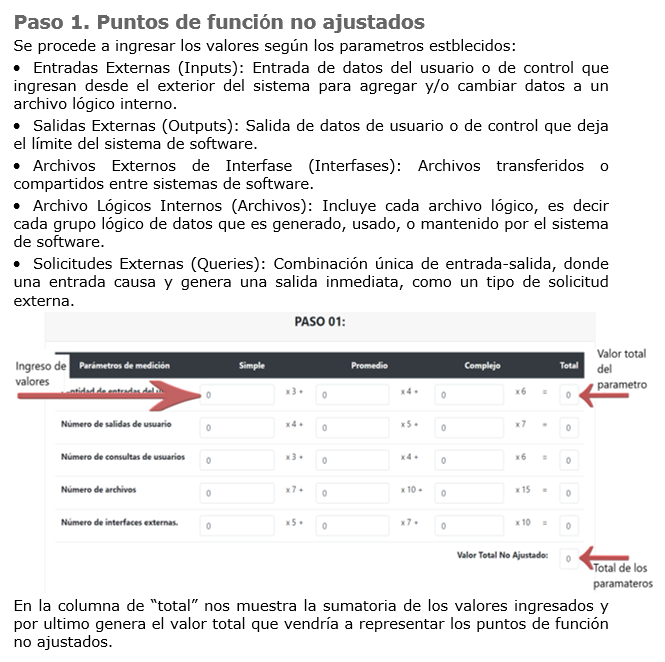 Paso 1. Puntos de función no ajustados
Se procede a ingresar los valores según los parametros estblecidos:
• Entradas Externas (Inputs): Entrada de datos del usuario o de control que
ingresan desde el exterior del sistema para agregar y/o cambiar datos a un
archivo lógico interno.
• Salidas Externas (Outputs): Salida de datos de usuario o de control que deja
el límite del sistema de software.
• Archivos Externos de Interfase (Interfases): Archivos transferidos o
compartidos entre sistemas de software.
• Archivo Lógicos Internos (Archivos): Incluye cada archivo lógico, es decir
cada grupo lógico de datos que es generado, usado, o mantenido por el sistema
de software.
• Solicitudes Externas (Queries): Combinación única de entrada-salida, donde
una entrada causa y genera una salida inmediata, como un tipo de solicitud
externa.
PASO 01:
Ingreso de
valores
Parámetros de medición Simple Promedio Complejo Total
Valor total
del
parametro
entradas 0 x 3 + 0 x 4 + 0 x 6 = 0
Número de salidas de usuario 0 x 4 + 0 x 5 + 0 x 7 = 0
Número de consultas de usuarios 0 x 3 + 0 x 4 + 0 x 6 = 0
Número de archivos 0 x 7 + 0 x 10 + 0 x 15 = 0
Número de interfaces externas. 0 x 5 + 0 x 7 + 0 x 10 = 0
Valor Total No Ajustado: 0
Total de los
paramateros
En la columna de “total” nos muestra la sumatoria de los valores ingresados y
por ultimo genera el valor total que vendría a representar los puntos de función
no ajustados.